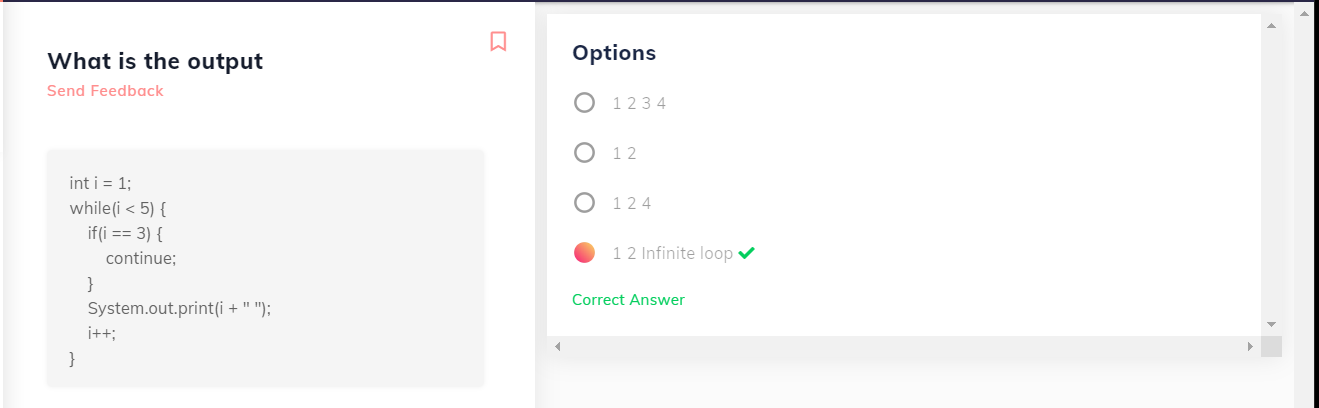 What is the output
Send Feedback
int i = 1;
while(i < 5) {
if(i == 3) {
continue;
}
System.out.print(i + " ");
i++;
}
Options
1 2 3 4
1 2
1 2 4
1 2 Infinite loop
Correct Answer